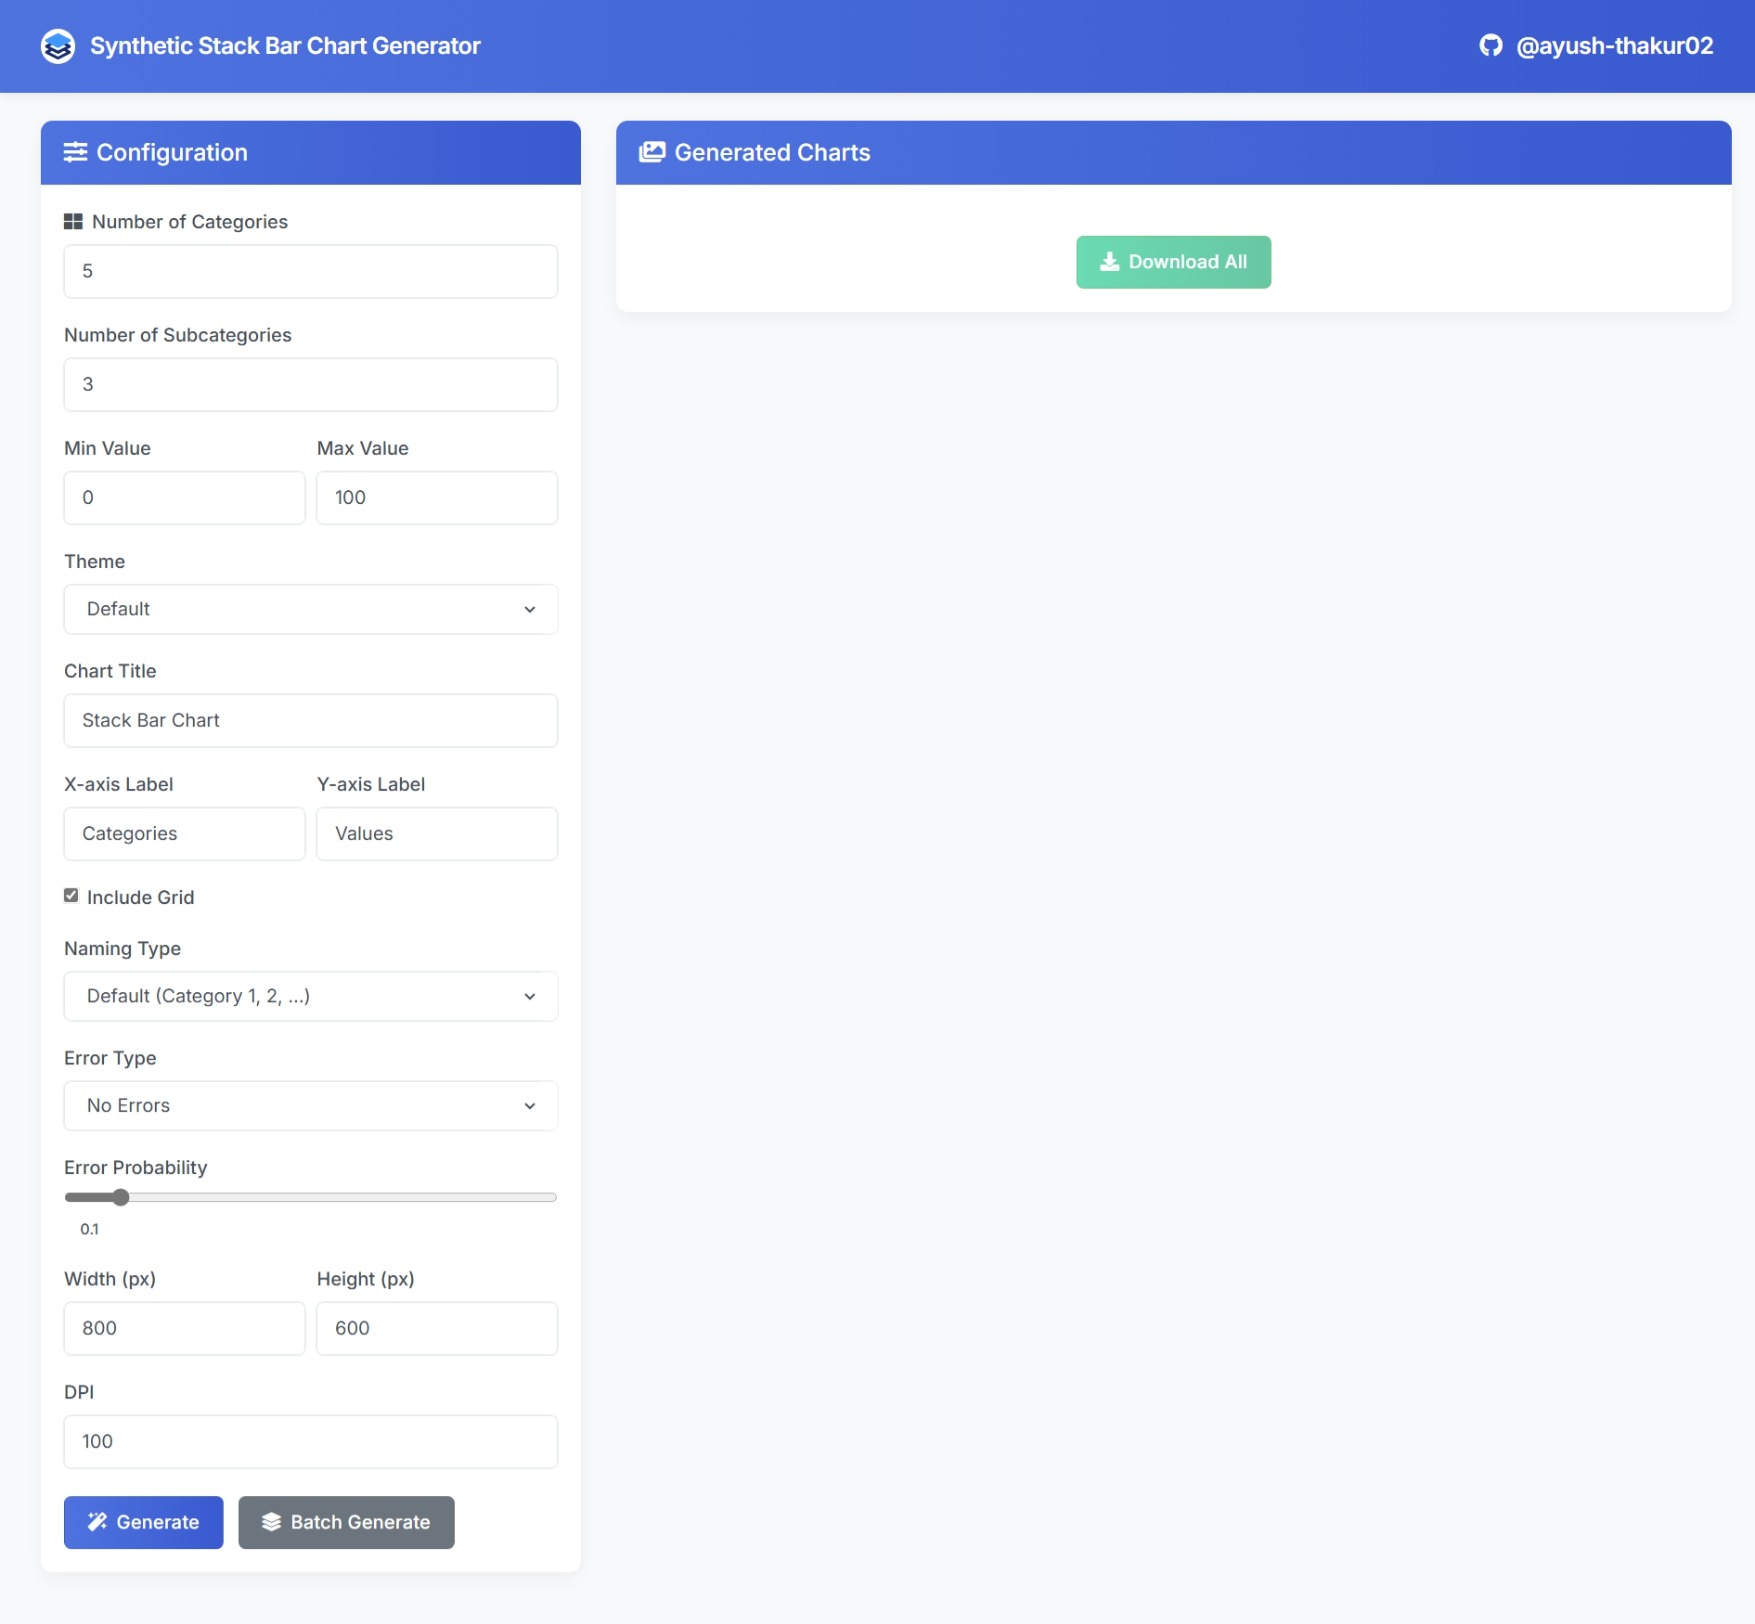 Synthetic Stack Bar Chart Generator
@ayush-thakur02
Configuration
Number of Categories
5
Number of Subcategories
3
Min Value
Max Value
0
100
Theme
Default
Chart Title
Stack Bar Chart
X-axis Label
Y-axis Label
Categories
Values
Include Grid
Naming Type
Default (Category 1, 2, ...)
Error Type
No Errors
Error Probability
0.1
Width (px)
Height (px)
800
600
DPI
100
Generate
Batch Generate
Generated Charts
Download All